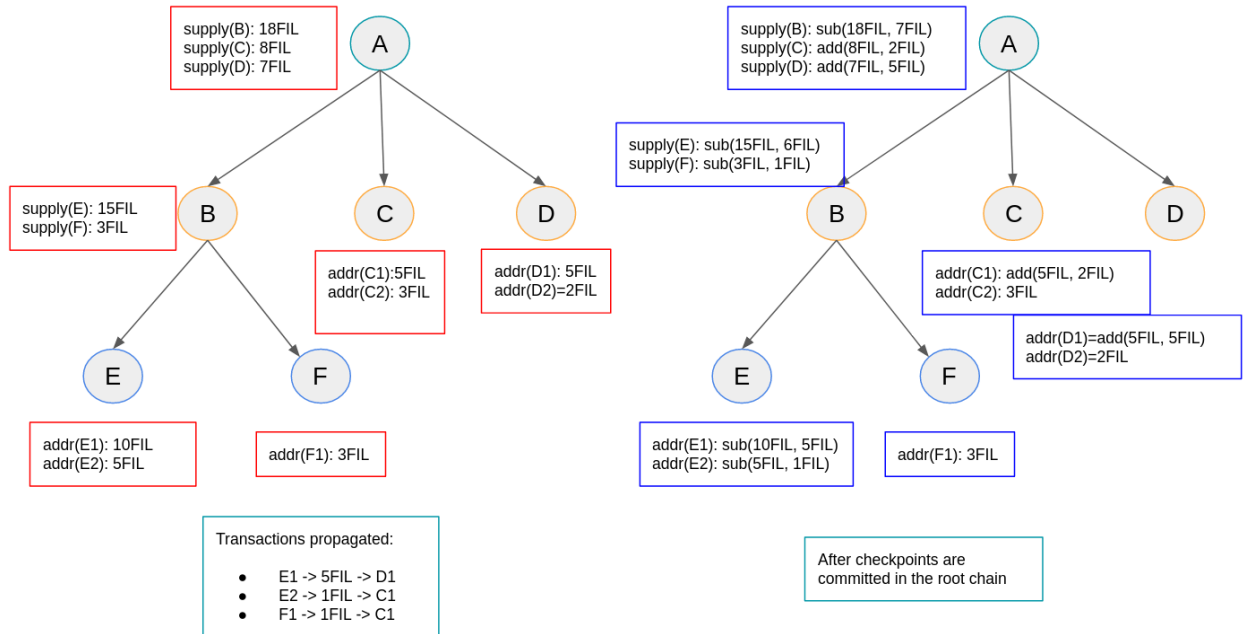 supply(B): 18FIL
supply(C): 8FIL
supply(D): 7FIL
A
supply(E): 15FIL
supply(F): 3FIL
B
C
D
addr(C1):5FIL
addr(C2): 3FIL
addr(D1): 5FIL
addr(D2)=2FIL
E
F
addr(E1): 10FIL
addr(E2): 5FIL
addr(F1): 3FIL
Transactions propagated:
● E1 -> 5FIL -> D1
● E2 -> 1FIL -> C1
● F1 -> 1FIL -> C1
supply(B): sub(18FIL, 7FIL)
supply(C): add(8FIL, 2FIL)
supply(D): add(7FIL, 5FIL)
A
supply(E): sub(15FIL, 6FIL)
supply(F): sub(3FIL, 1FIL)
B
C
D
addr(C1): add(5FIL, 2FIL)
addr(C2): 3FIL
addr(D1)=add(5FIL, 5FIL)
addr(D2)=2FIL
E
F
addr(E1): sub(10FIL, 5FIL)
addr(E2): sub(5FIL, 1FIL)
addr(F1): 3FIL
After checkpoints are
committed in the root chain